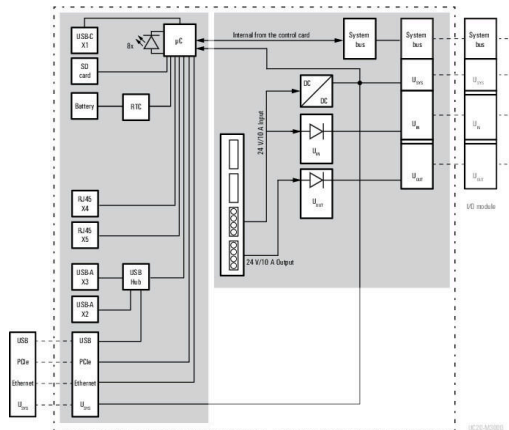 USB-C
X1
8x
µC
Internal from the control card
System
bus
System
bus
System
bus
SD
card
Battery
RTC
DC
DC
U SYS
U SYS
24 V/10 A Input
U IN
U IN
U IN
U OUT
U OUT
U OUT
RJ45
X4
I/O module
RJ45
X5
24 V/10 A Output
USB-A
X3
USB
Hub
USB-A
X2
USB
USB
PCIe
PCIe
Ethernet
Ethernet
U SYS
U SYS